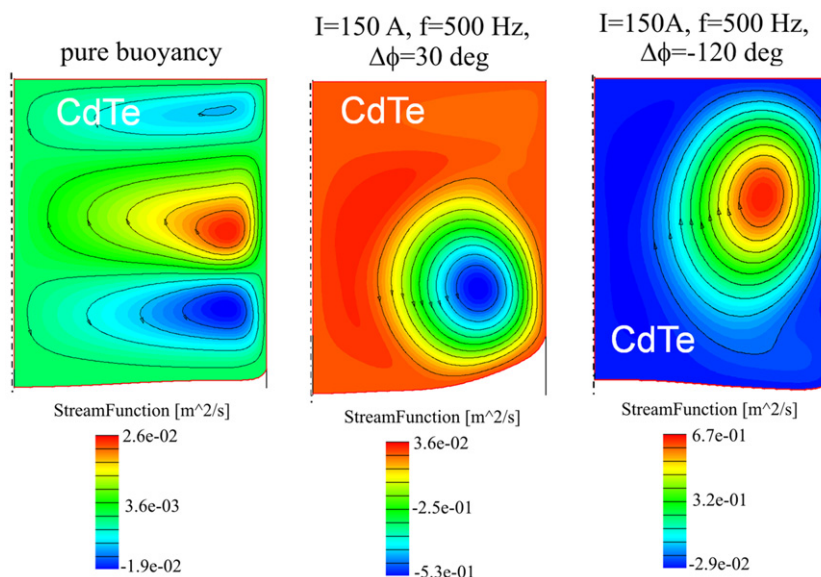 pure buoyancy
I=150 A, f=500 Hz,
Δϕ=30 deg
I=150A, f=500 Hz,
Δϕ=-120 deg
CdTe
CdTe
CdTe
StreamFunction [m^2/s]
2.6e-02
3.6e-03
-1.9e-02
StreamFunction [m^2/s]
3.6e-02
-2.5e-01
-5.3e-01
StreamFunction [m^2/s]
6.7e-01
3.2e-01
-2.9e-02